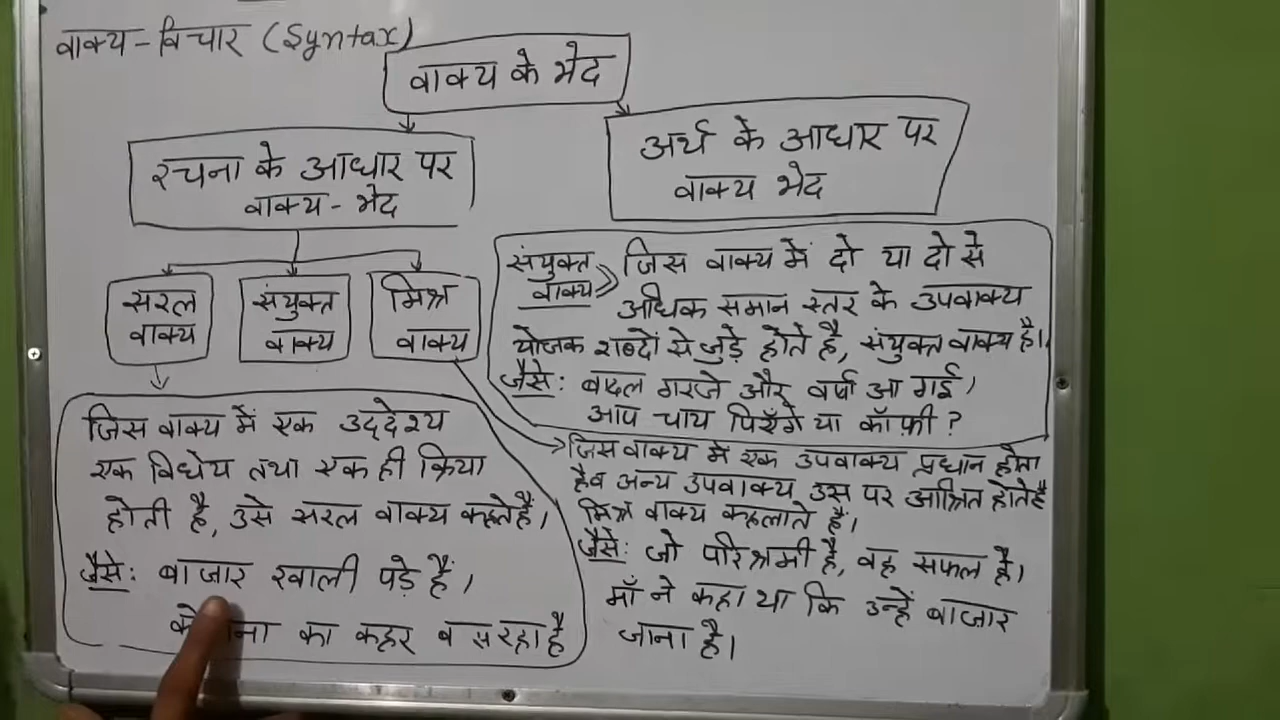 वाक्य-विचार (Syntax)
वाक्य के भेद
रचना के आधार पर
वाक्य-भेद
अर्थ के आधार पर
वाक्य भेद
सरल
वाक्य
संयुक्त
वाक्य
मिश्र
वाक्य
जिस वाक्य में एक उद्देश्य
एक विधेय तथा एक ही क्रिया
होती है, उसे सरल वाक्य कहते हैं।
जैसे: बाजार खाली पड़े हैं।
का कहर बरस रहा है
संयुक्त वाक्य जिस वाक्य में दो या दो से
अधिक समान स्तर के उपवाक्य
योजक शब्दों से जुड़े होते है, संयुक्त वाक्य है।
जैसे: बादल गरजे और वर्षा आ गई।
आप चाय पिएँगे या कॉफ़ी?
जिस वाक्य में एक उपवाक्य प्रधान होता
है व अन्य उपवाक्य उस पर आश्रित होते है
मिश्र वाक्य कहलाते हैं।
जैसे: जो परिश्रमी है, वह सफल है।
माँ ने कहा था कि उन्हें बाजार
जाना है।